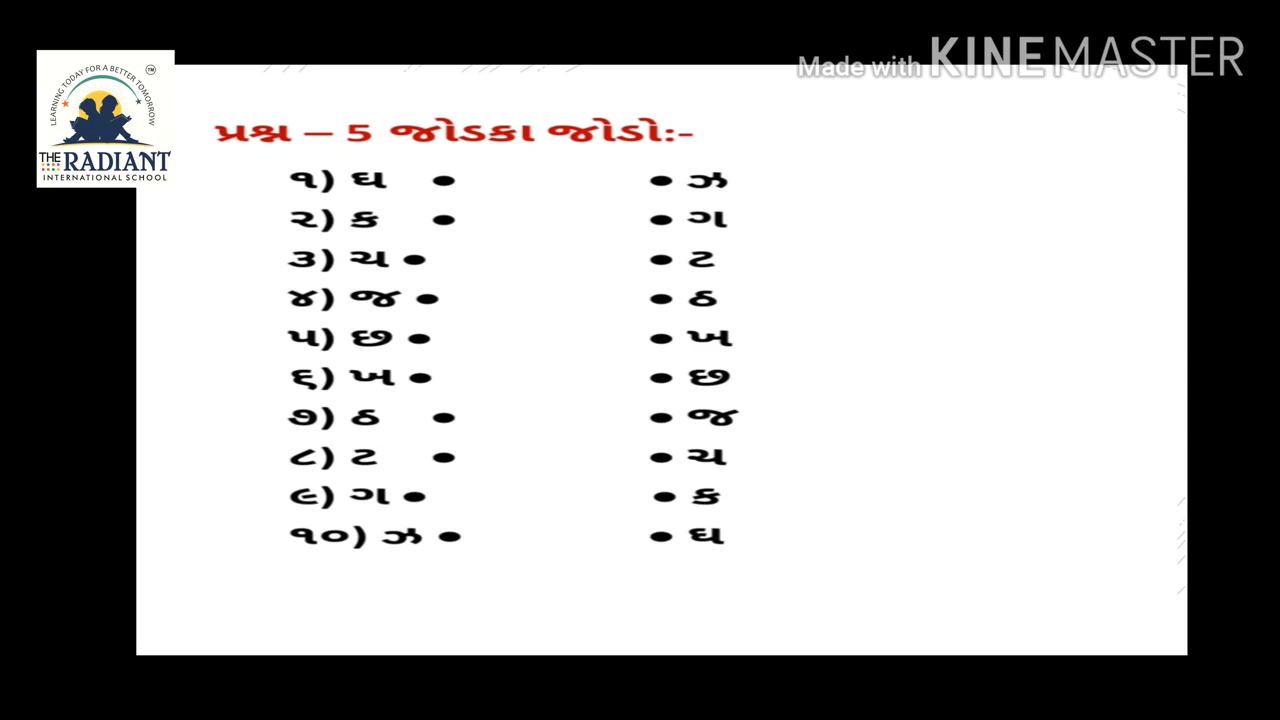 Made with KINEMASTER
LEARNING TODAY FOR A BETTER TOMORROW
TM
THE RADIANT
INTERNATIONAL SCHOOL
પ્રશ્ન – 5 જોડકા જોડો:-
૧) ઘ • • ઝ
૨) ક • • ગ
૩) ચ • • ટ
૪) જ • • ઠ
૫) છ • • ખ
૬) ખ • • છ
૭) ઠ • • જ
૮) ટ • • ચ
૯) ગ • • ક
૧૦) ઝ • • ઘ